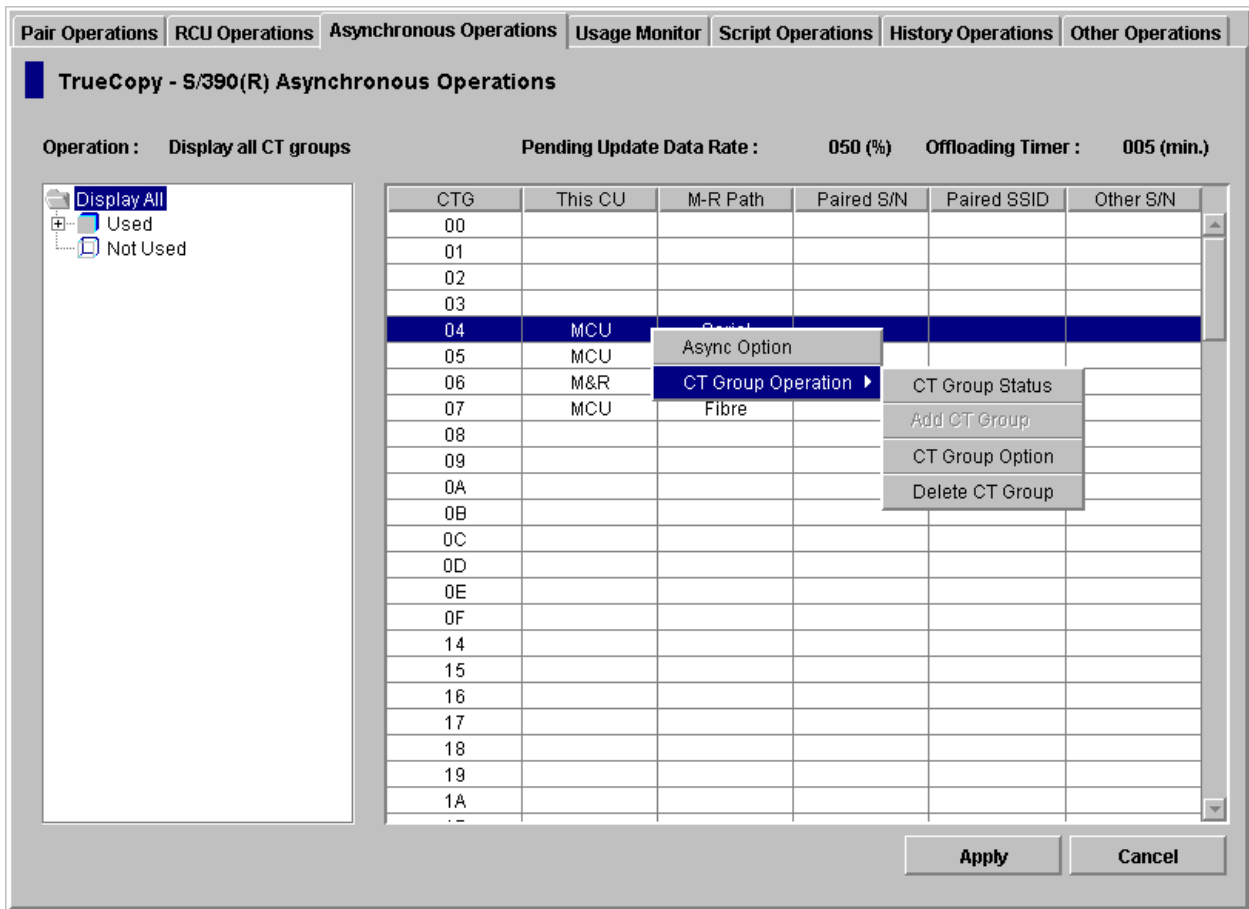 Pair Operations RCU Operations Asynchronous Operations Usage Monitor Script Operations History Operations Other Operations
TrueCopy - S/390(R) Asynchronous Operations
Operation : Display all CT groups Pending Update Data Rate : 050 (%) Offloading Timer : 005 (min.)
Display All
Used
Not Used
CTG This CU M-R Path Paired S/N Paired SSID Other S/N
00
01
02
03
04 MCU
05 MCU
06 M&R
07 MCU Fibre
08
09
0A
0B
0C
0D
0E
0F
14
15
16
17
18
19
1A
Async Option
CT Group Operation
CT Group Status
Add CT Group
CT Group Option
Delete CT Group
Apply Cancel